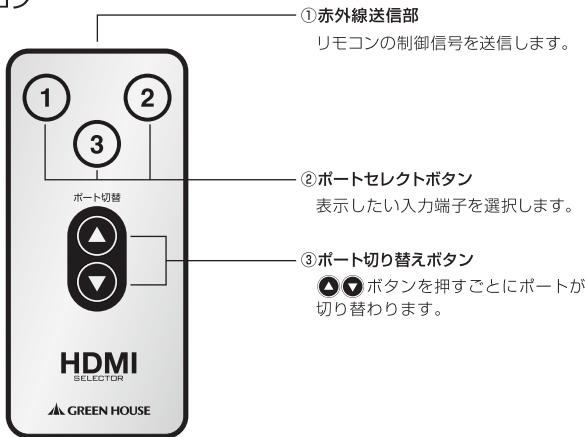 コン
①赤外線送信部
リモコンの制御信号を送信します。
1
2
3
②ポートセレクトボタン
表示したい入力端子を選択します。
ポート切替
③ポート切り替えボタン
▲▼ボタンを押すごとにポートが
切り替わります。
HDMI
SELECTOR
GREEN HOUSE